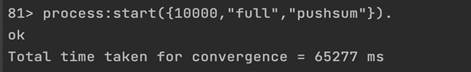 81> process:start({10000,"full","pushsum"}).
ok
Total time taken for convergence = 65277 ms